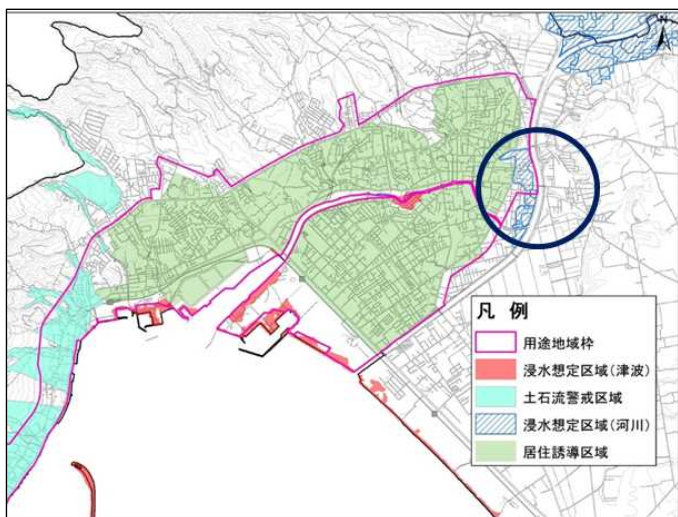 N
凡 例
用途地域枠
浸水想定区域(津波)
土石流警戒区域
浸水想定区域(河川)
居住誘導区域